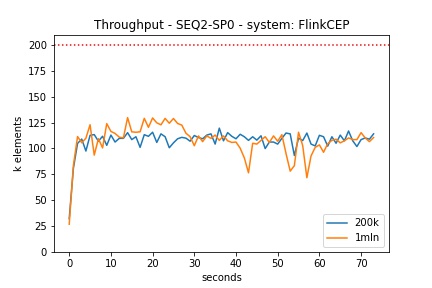 Throughput - SEQ2-SP0 - system: FlinkCEP
200
175
150
125
100
75
50
25
0
k elements
0 10 20 30 40 50 60 70
seconds
200k
1mln